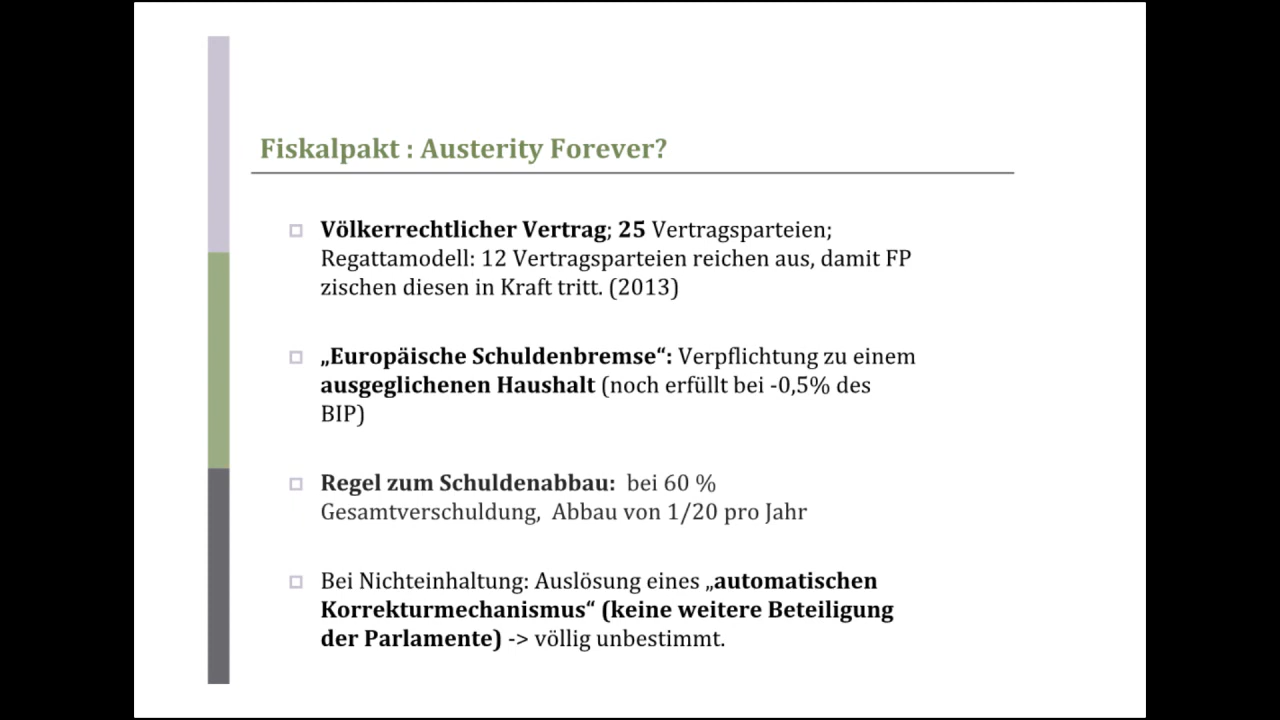 Fiskalpakt : Austerity Forever?
Völkerrechtlicher Vertrag; 25 Vertragsparteien;
Regattamodell: 12 Vertragsparteien reichen aus, damit FP
zischen diesen in Kraft tritt. (2013)
„Europäische Schuldenbremse“: Verpflichtung zu einem
ausgeglichenen Haushalt (noch erfüllt bei -0,5% des
BIP)
Regel zum Schuldenabbau:  bei 60 %
Gesamtverschuldung,  Abbau von 1/20 pro Jahr
Bei Nichteinhaltung: Auslösung eines „automatischen
Korrekturmechanismus“ (keine weitere Beteiligung
der Parlamente) -> völlig unbestimmt.